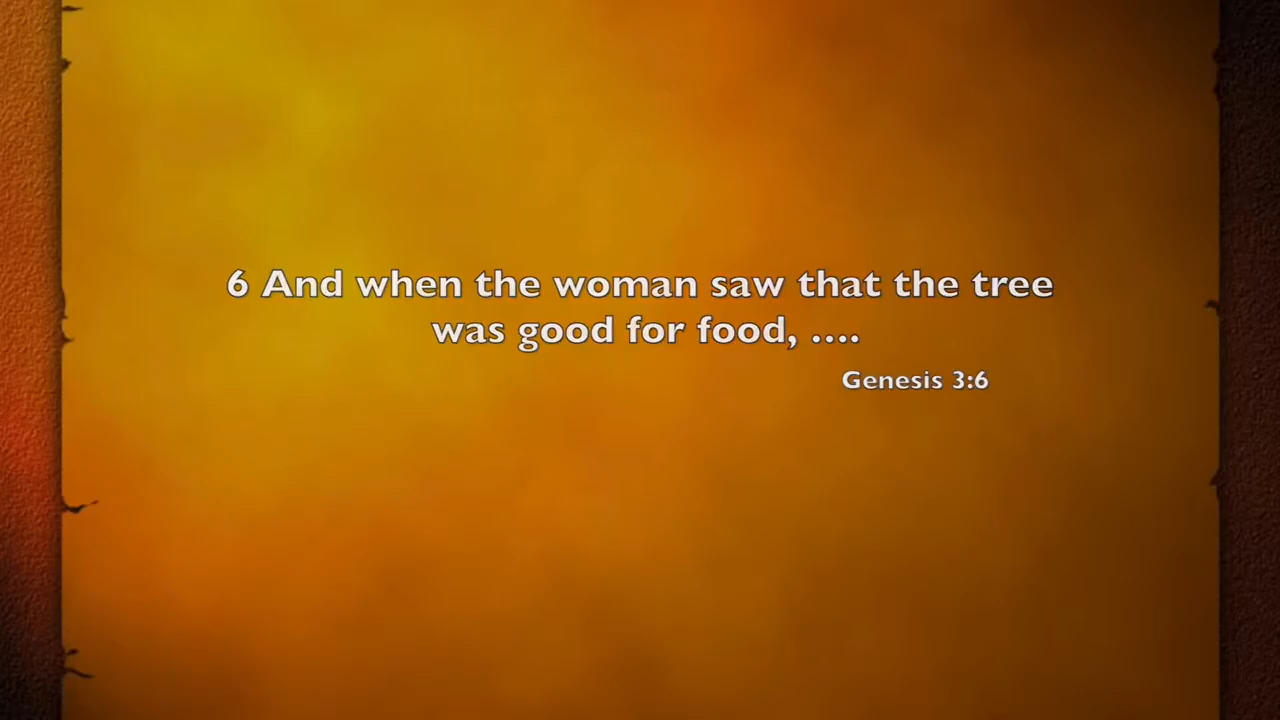 6 And when the woman saw that the tree
was good for food, ....
Genesis 3:6